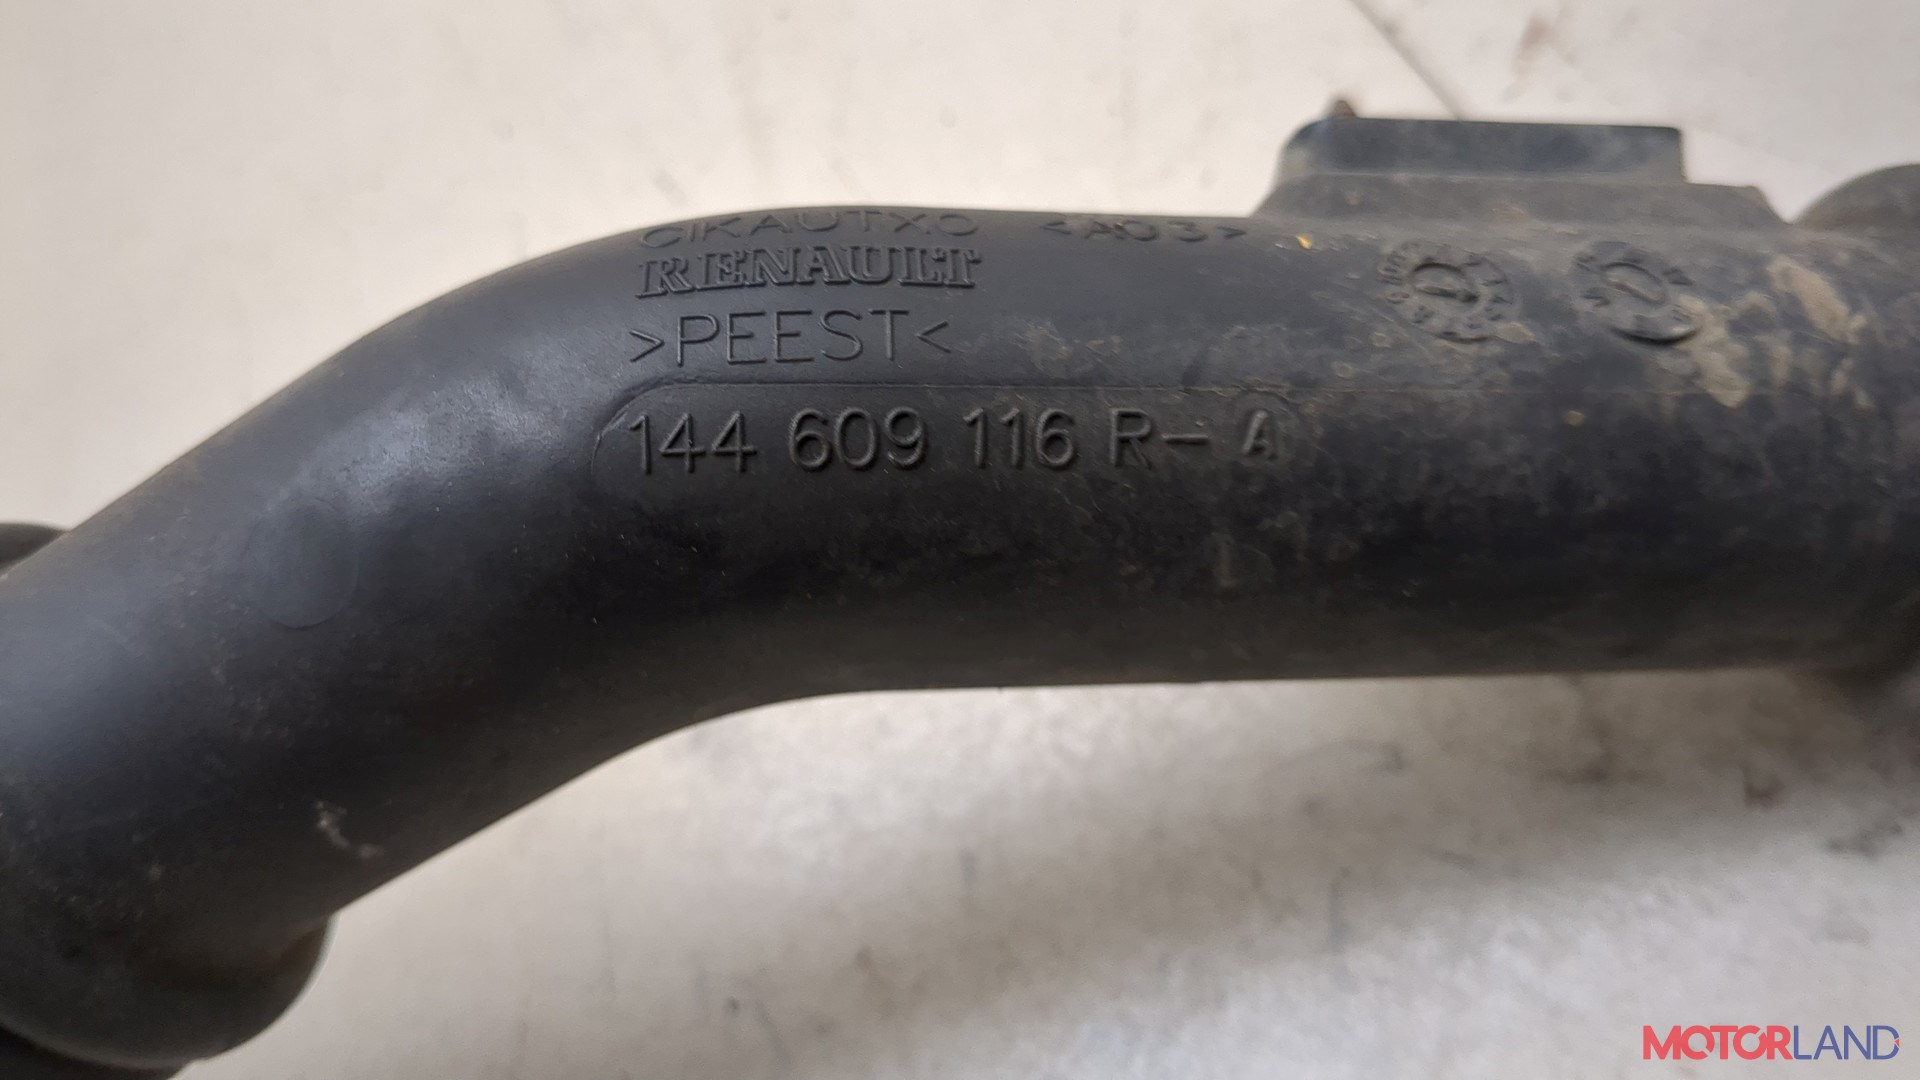 CIKAUTXO <A03>
RENAULT
>PEEST<
144 609 116 R- A
MOTORLAND